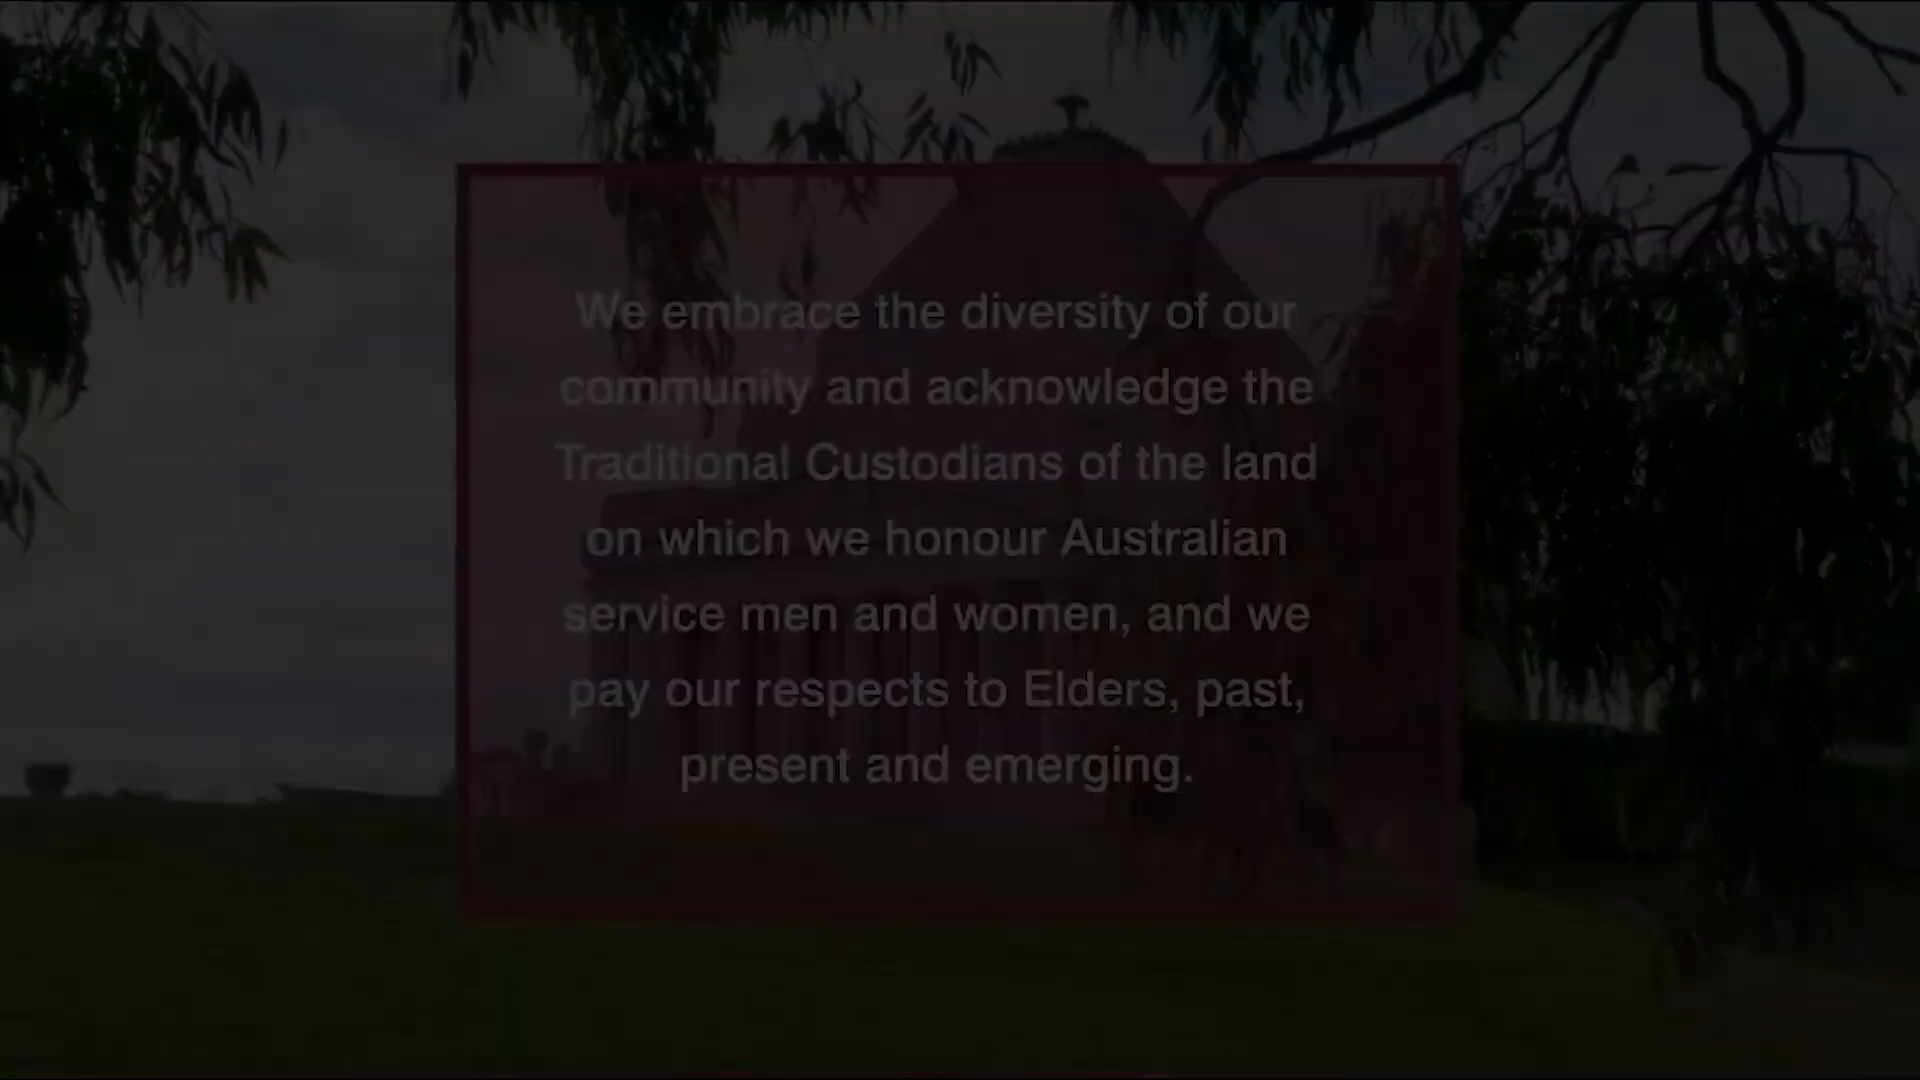 We embrace the diversity of our
community and acknowledge the
Traditional Custodians of the land
on which we honour Australian
service men and women, and we
pay our respects to Elders, past,
present and emerging.